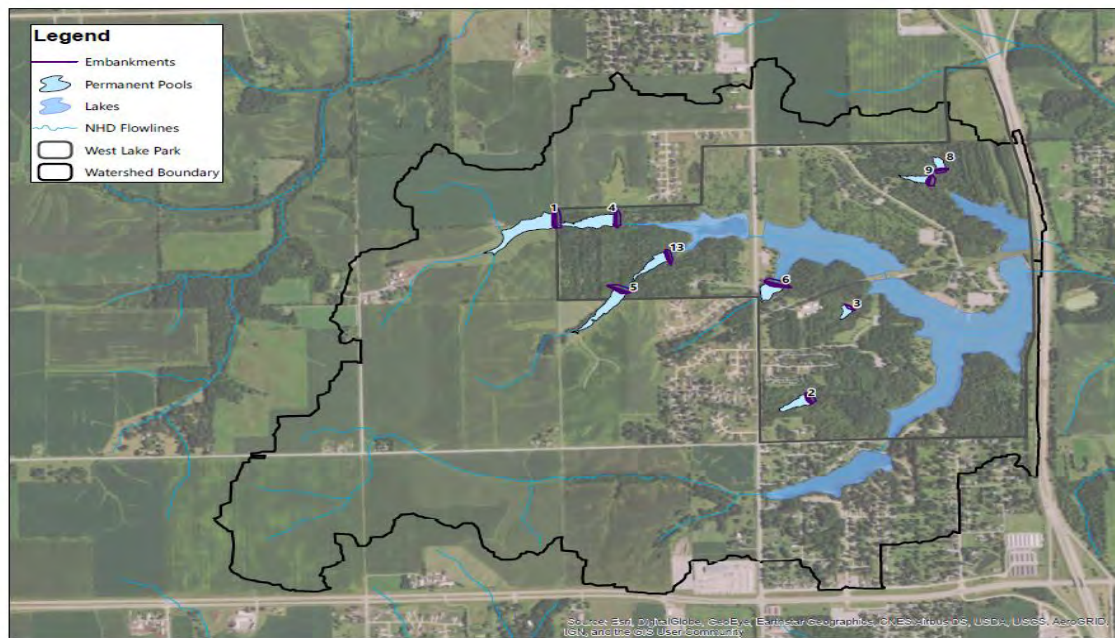 Legend
Embankments
Permanent Pools
Lakes
NHD Flowlines
West Lake Park
Watershed Boundary
8
9
1
4
13
6
5
3
2
Source: Esri, DigitalGlobe, GeoEye, Earthstar Geographics, CNES/Airbus DS, USDA, USGS, AeroGRID,
IGN, and the GIS User Community